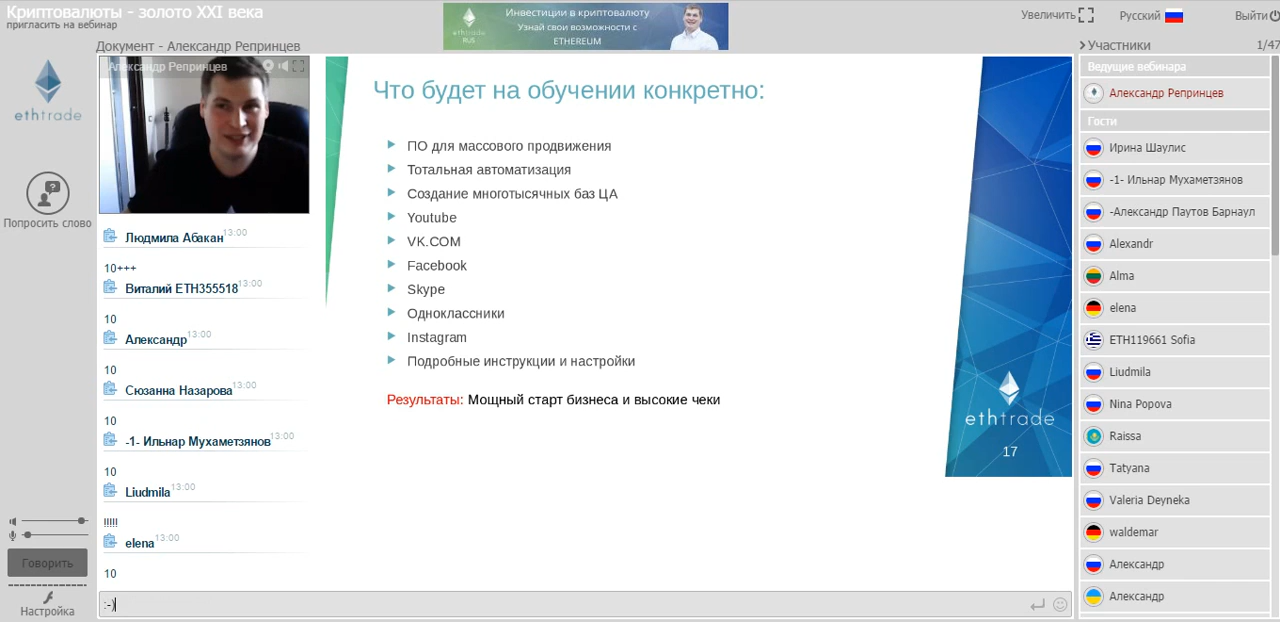 Криптовалюты - золото XXI века
пригласить на вебинар
ethtrade
RUS
Инвестиции в криптовалюту
Узнай свои возможности с
ETHEREUM
Увеличить
Русский
Выйти
Документ - Александр Репринцев
Участники
1/47
ethtrade
Попросить слово
Говорить
Настройка
Александр Репринцев
Людмила Абакан 13:00
10+++
Виталий ETH355518 13:00
10
Александр 13:00
10
Сюзанна Назарова 13:00
10
-1- Ильнар Мухаметзянов 13:00
10
Liudmila 13:00
!!!!!
elena 13:00
10
:-)
Что будет на обучении конкретно:
ПО для массового продвижения
Тотальная автоматизация
Создание многотысячных баз ЦА
Youtube
VK.COM
Facebook
Skype
Одноклассники
Instagram
Подробные инструкции и настройки
Результаты: Мощный старт бизнеса и высокие чеки
ethtrade
17
Ведущие вебинара
Александр Репринцев
Гости
Ирина Шаулис
-1- Ильнар Мухаметзянов
-Александр Паутов Барнаул
Alexandr
Alma
elena
ETH119661 Sofia
Liudmila
Nina Popova
Raissa
Tatyana
Valeria Deyneka
waldemar
Александр
Александр